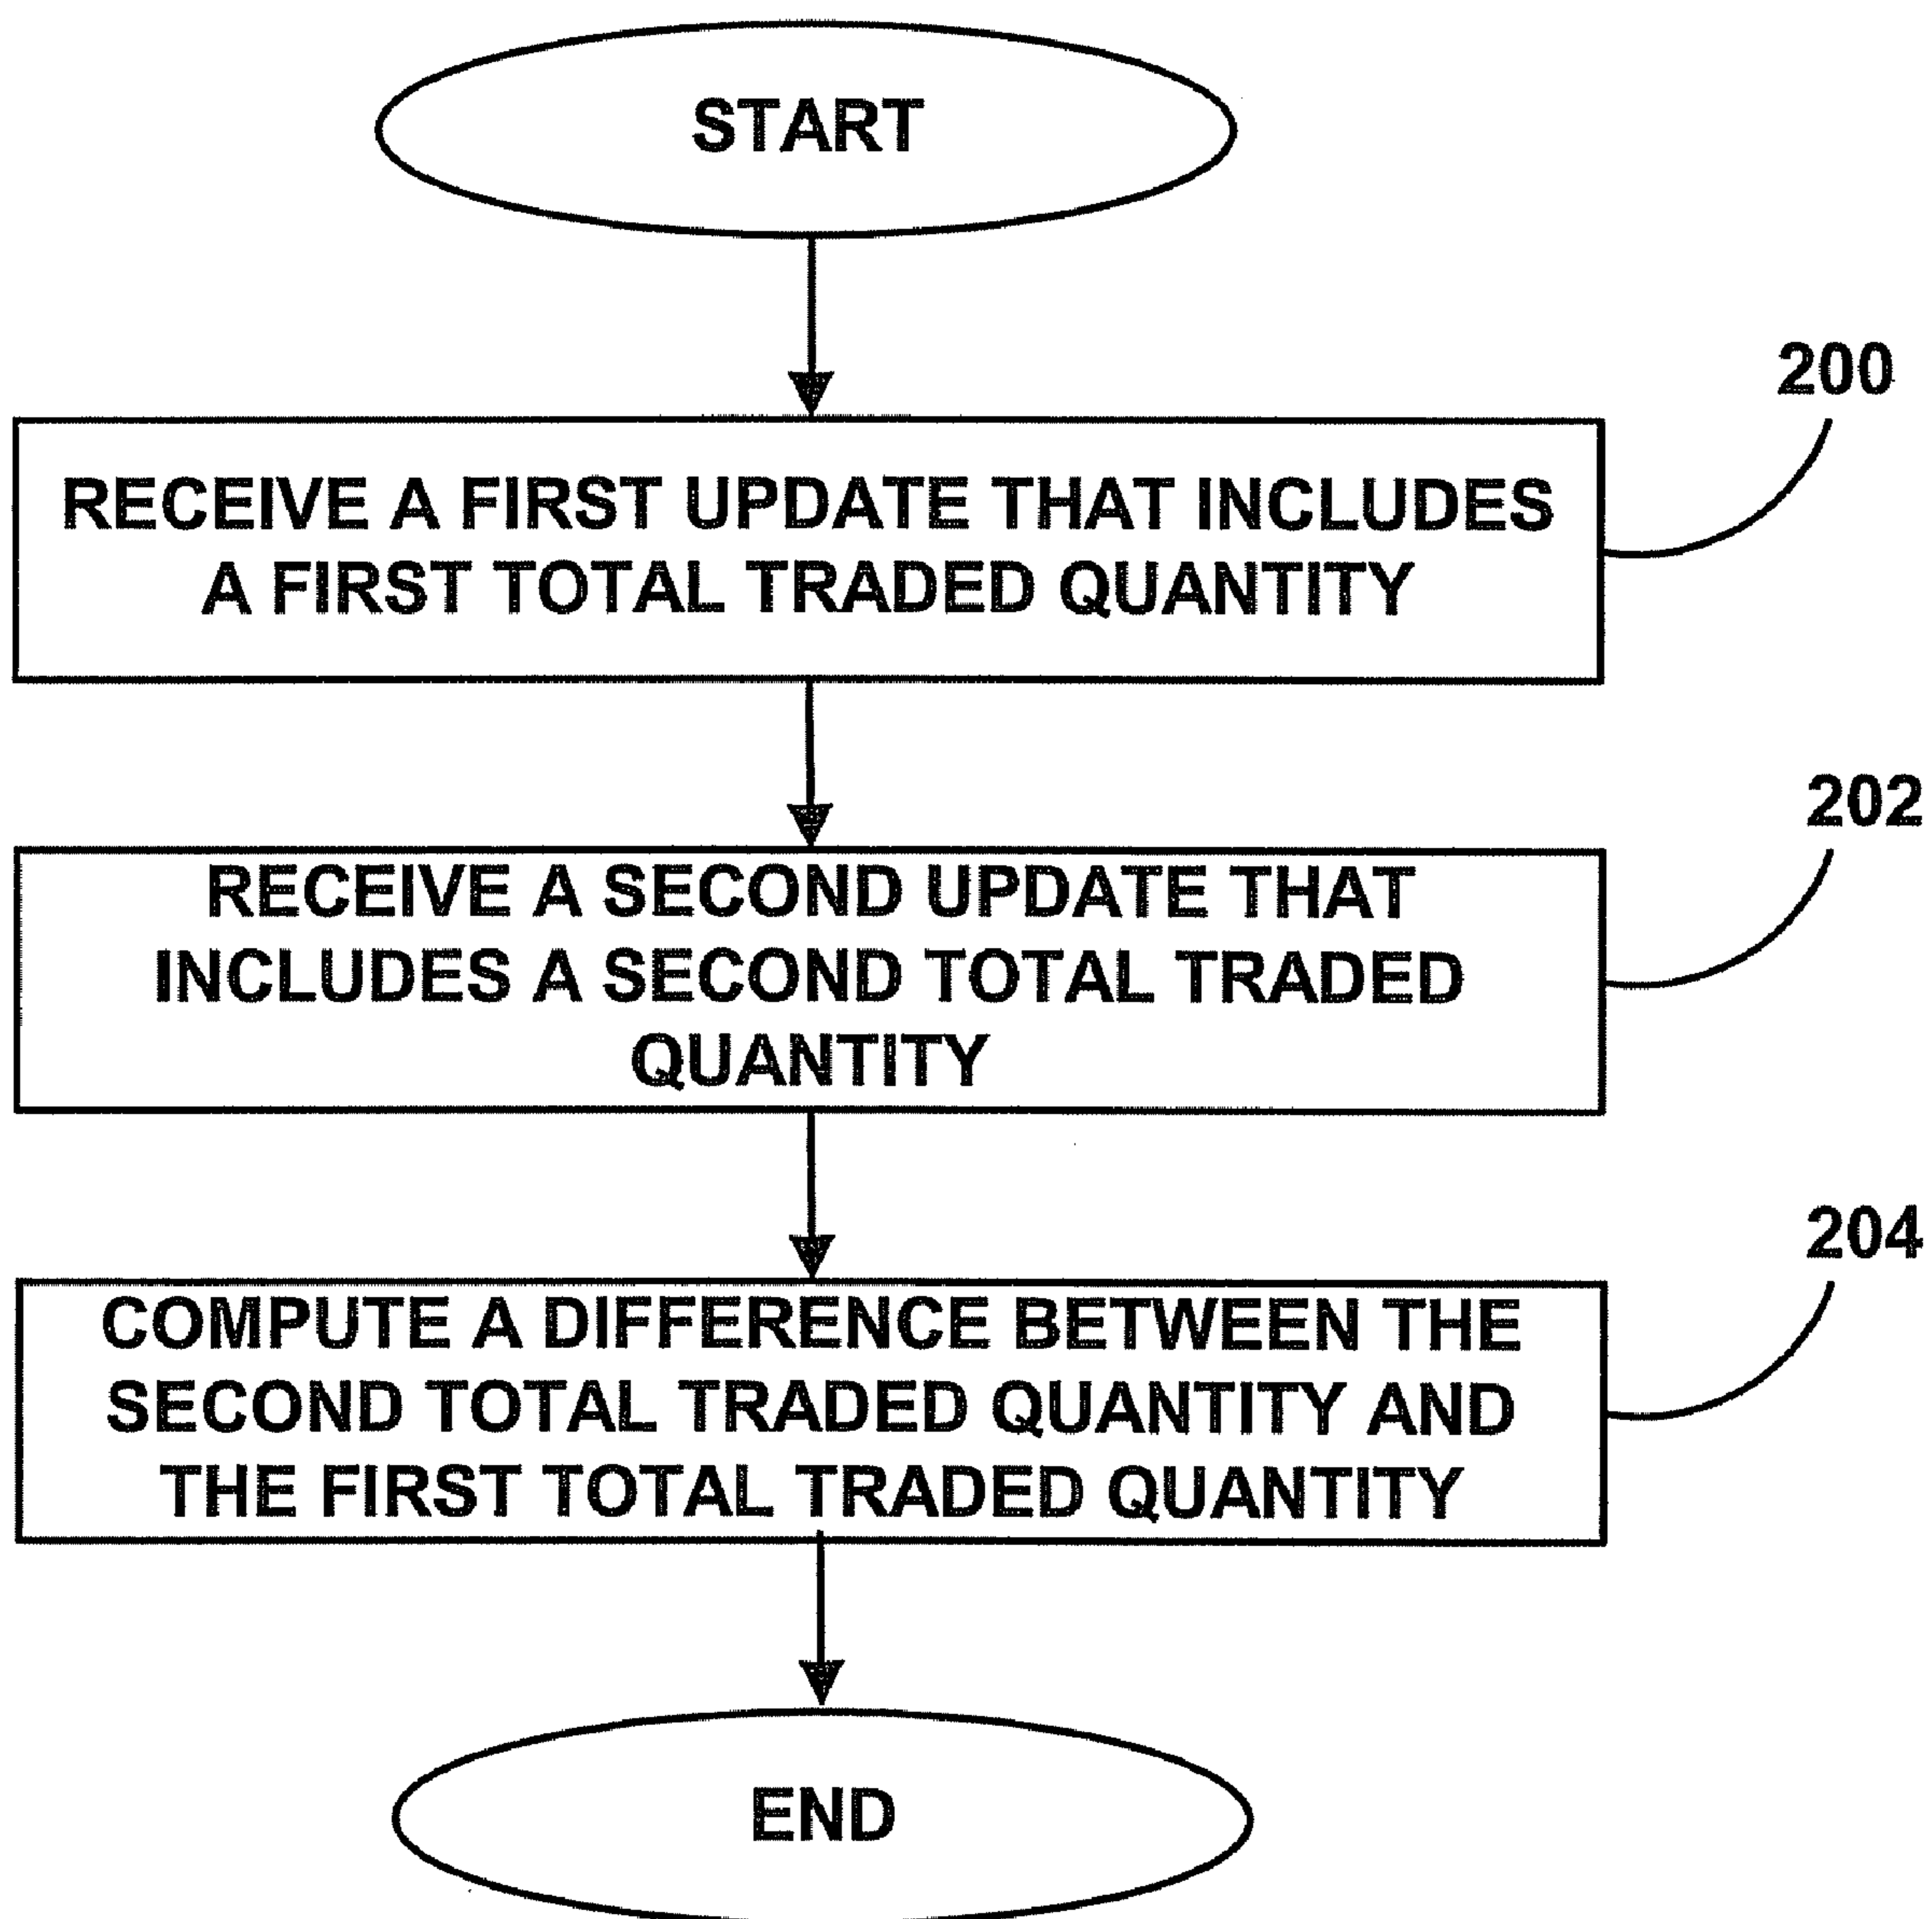 START
200
RECEIVE A FIRST UPDATE THAT INCLUDES
A FIRST TOTAL TRADED QUANTITY
202
RECEIVE A SECOND UPDATE THAT
INCLUDES A SECOND TOTAL TRADED
QUANTITY
204
COMPUTE A DIFFERENCE BETWEEN THE
SECOND TOTAL TRADED QUANTITY AND
THE FIRST TOTAL TRADED QUANTITY
END